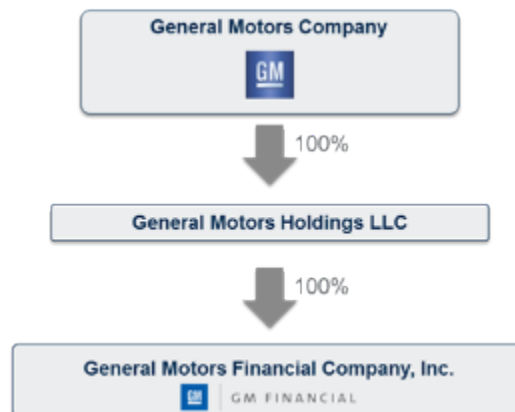 General Motors Company
GM
100%
General Motors Holdings LLC
100%
General Motors Financial Company, Inc.
GM GM FINANCIAL